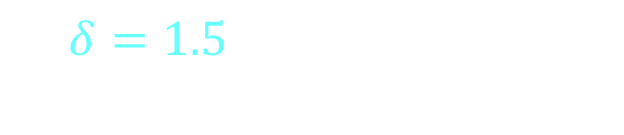 𝛿 = 1.5